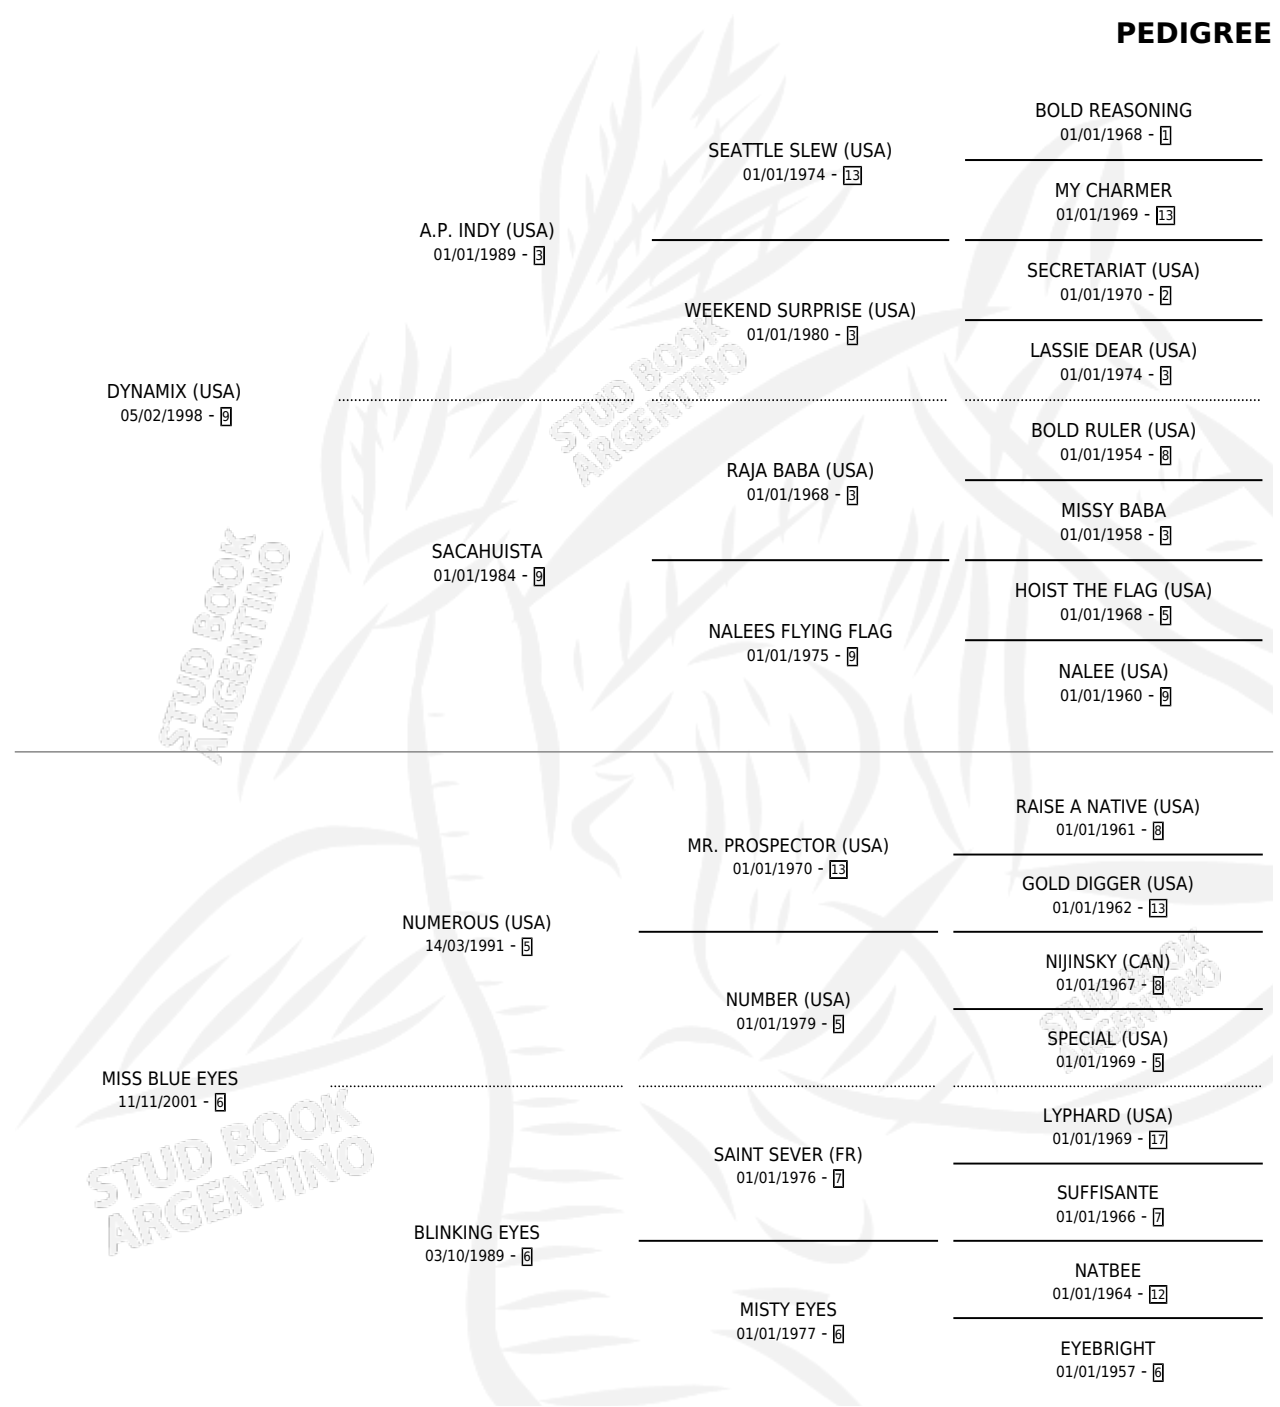 PEDIGREE
BOLD REASONING
01/01/1968 - 1
SEATTLE SLEW (USA)
01/01/1974 - 13
MY CHARMER
01/01/1969 - 13
A.P. INDY (USA)
01/01/1989 - 3
SECRETARIAT (USA)
01/01/1970 - 2
WEEKEND SURPRISE (USA)
01/01/1980 - 3
LASSIE DEAR (USA)
01/01/1974 - 3
DYNAMIX (USA)
05/02/1998 - 9
BOLD RULER (USA)
01/01/1954 - 8
RAJA BABA (USA)
01/01/1968 - 3
MISSY BABA
01/01/1958 - 3
SACAHUISTA
01/01/1984 - 9
HOIST THE FLAG (USA)
01/01/1968 - 5
NALEES FLYING FLAG
01/01/1975 - 9
NALEE (USA)
01/01/1960 - 9
RAISE A NATIVE (USA)
01/01/1961 - 8
MR. PROSPECTOR (USA)
01/01/1970 - 13
GOLD DIGGER (USA)
01/01/1962 - 13
NUMEROUS (USA)
14/03/1991 - 5
NIJINSKY (CAN)
01/01/1967 - 8
NUMBER (USA)
01/01/1979 - 5
SPECIAL (USA)
01/01/1969 - 5
MISS BLUE EYES
11/11/2001 - 6
LYPHARD (USA)
01/01/1969 - 17
SAINT SEVER (FR)
01/01/1976 - 7
SUFFISANTE
01/01/1966 - 7
BLINKING EYES
03/10/1989 - 6
NATBEE
01/01/1964 - 12
MISTY EYES
01/01/1977 - 6
EYEBRIGHT
01/01/1957 - 6
STUD BOOK
ARGENTINO
STUD BOOK
ARGENTINO
STUD BOOK
ARGENTINO
STUD BOOK
ARGENTINO